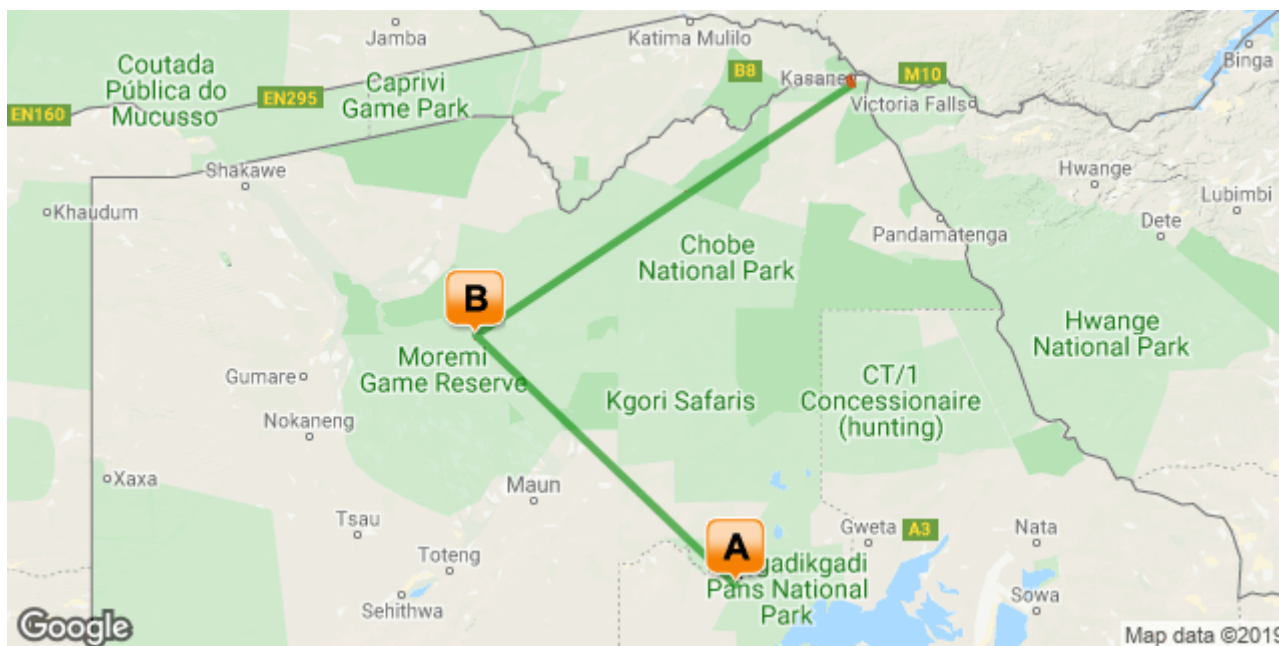 Jamba
Katima Mulilo
Binga
Coutada
Pública do
Mucusso
B8
M10
Caprivi
Game Park
Kasane
EN295
EN160
Victoria Falls
Shakawe
Hwange
Khaudum
Lubimbi
Dete
Pandamatenga
Chobe
National Park
B
Hwange
National Park
Moremi
Game Reserve
Gumare
CT/1
Concessionaire
(hunting)
Kgori Safaris
Nokaneng
Xaxa
Maun
Tsau
Gweta
A3
Nata
A
Toteng
gadikgadi
Pans National
Park
Sehithwa
Sowa
Google
Map data ©2019